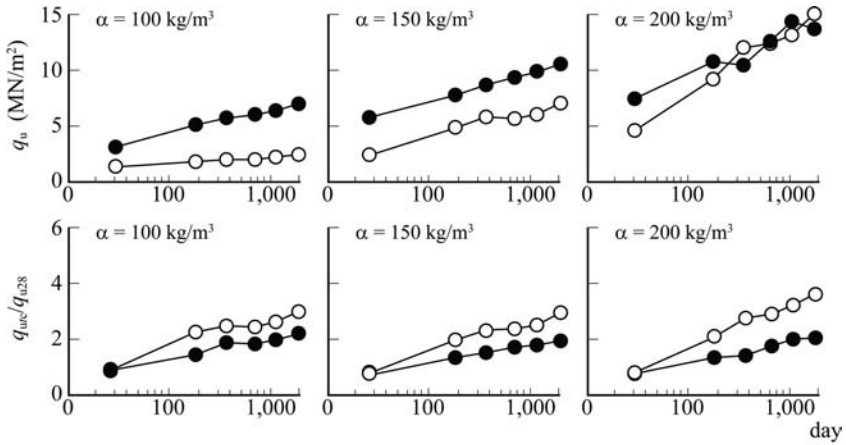 α = 100 kg/m³
α = 150 kg/m³
α = 200 kg/m³
15
10
5
0
qᵤ (MN/m²)
0 100 1,000
0 100 1,000
0 100 1,000
α = 100 kg/m³
α = 150 kg/m³
α = 200 kg/m³
6
4
2
0
qutc/qu28
0 100 1,000
0 100 1,000
0 100 1,000
day